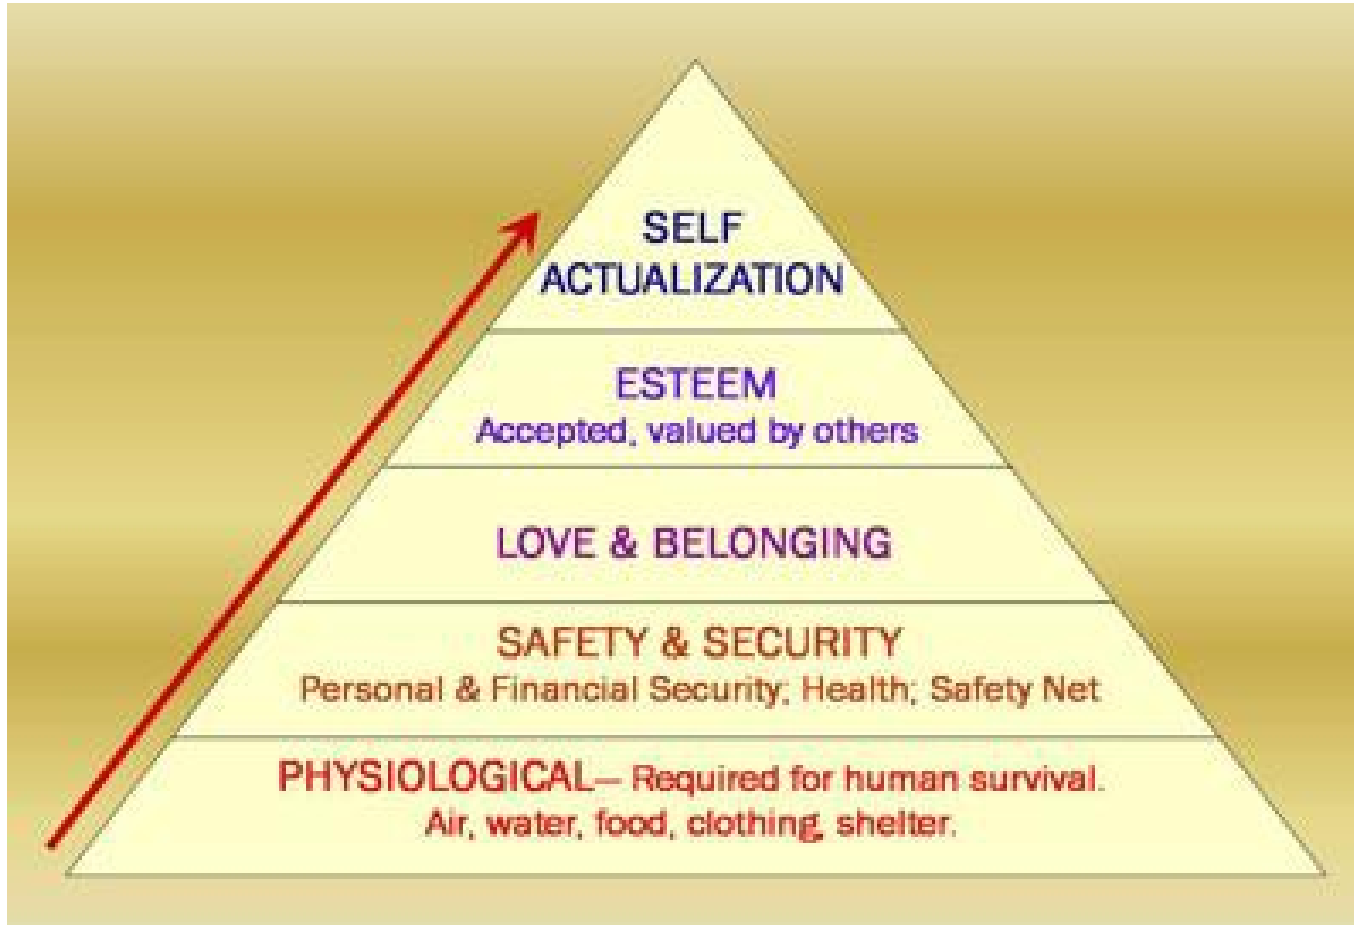 SELF
ACTUALIZATION
ESTEEM
Accepted, valued by others
LOVE & BELONGING
SAFETY & SECURITY
Personal & Financial Security; Health; Safety Net
PHYSIOLOGICAL— Required for human survival.
Air, water, food, clothing, shelter.